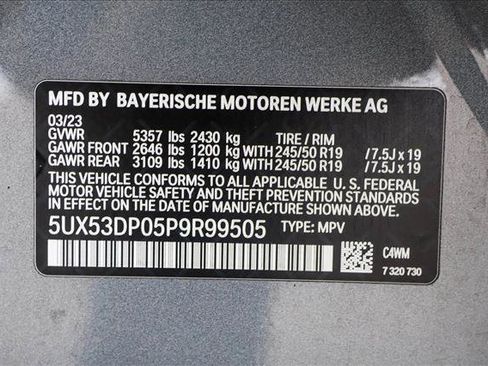 MFD BY BAYERISCHE MOTOREN WERKE AG
03/23
GVWR 5357 lbs 2430 kg TIRE / RIM
GAWR FRONT 2646 lbs 1200 kg 245/50 R19 / 7.5J x 19
GAWR REAR 3109 lbs 1410 kg 245/50 R19 / 7.5J x 19
THIS VEHICLE CONFORMS TO ALL APPLICABLE U.S. FEDERAL
MOTOR VEHICLE SAFETY AND THEFT PREVENTION STANDARDS
IN EFFECT ON THE DATE OF MANUFACTURE SHOWN ABOVE.
5UX53DP05P9R99505 TYPE: MPV
C4WM
7 320 730